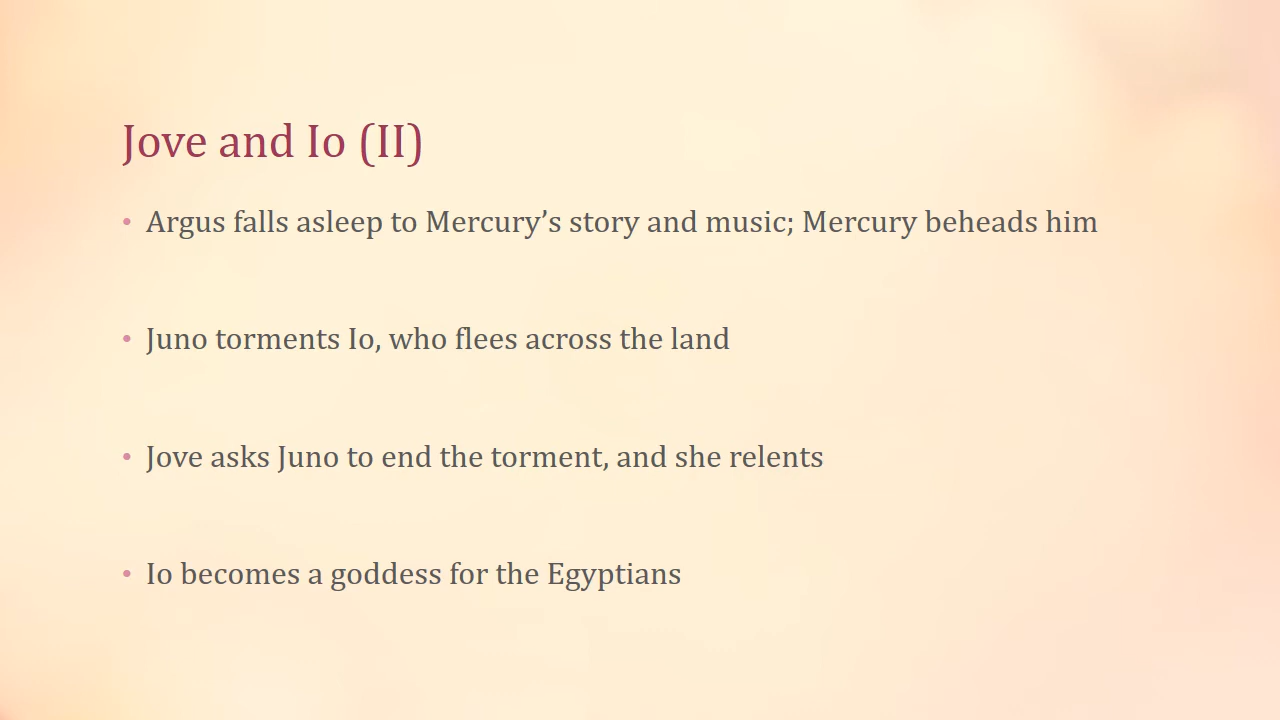 Jove and Io (II)
• Argus falls asleep to Mercury’s story and music; Mercury beheads him
• Juno torments Io, who flees across the land
• Jove asks Juno to end the torment, and she relents
• Io becomes a goddess for the Egyptians